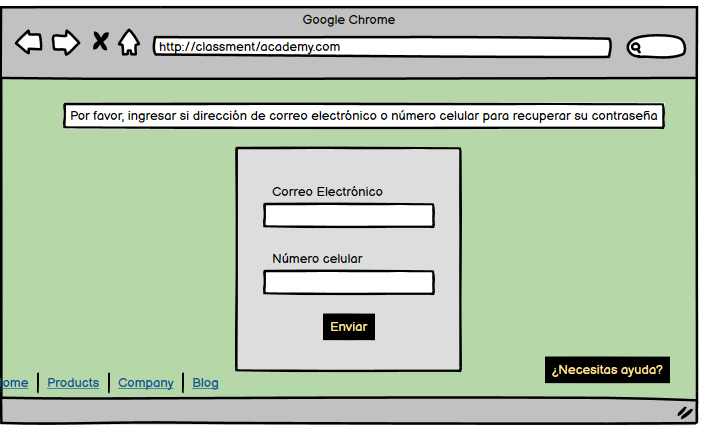 Google Chrome
http://classment/academy.com
Por favor, ingresar si dirección de correo electrónico o número celular para recuperar su contraseña
Correo Electrónico
Número celular
Enviar
¿Necesitas ayuda?
ome | Products | Company | Blog